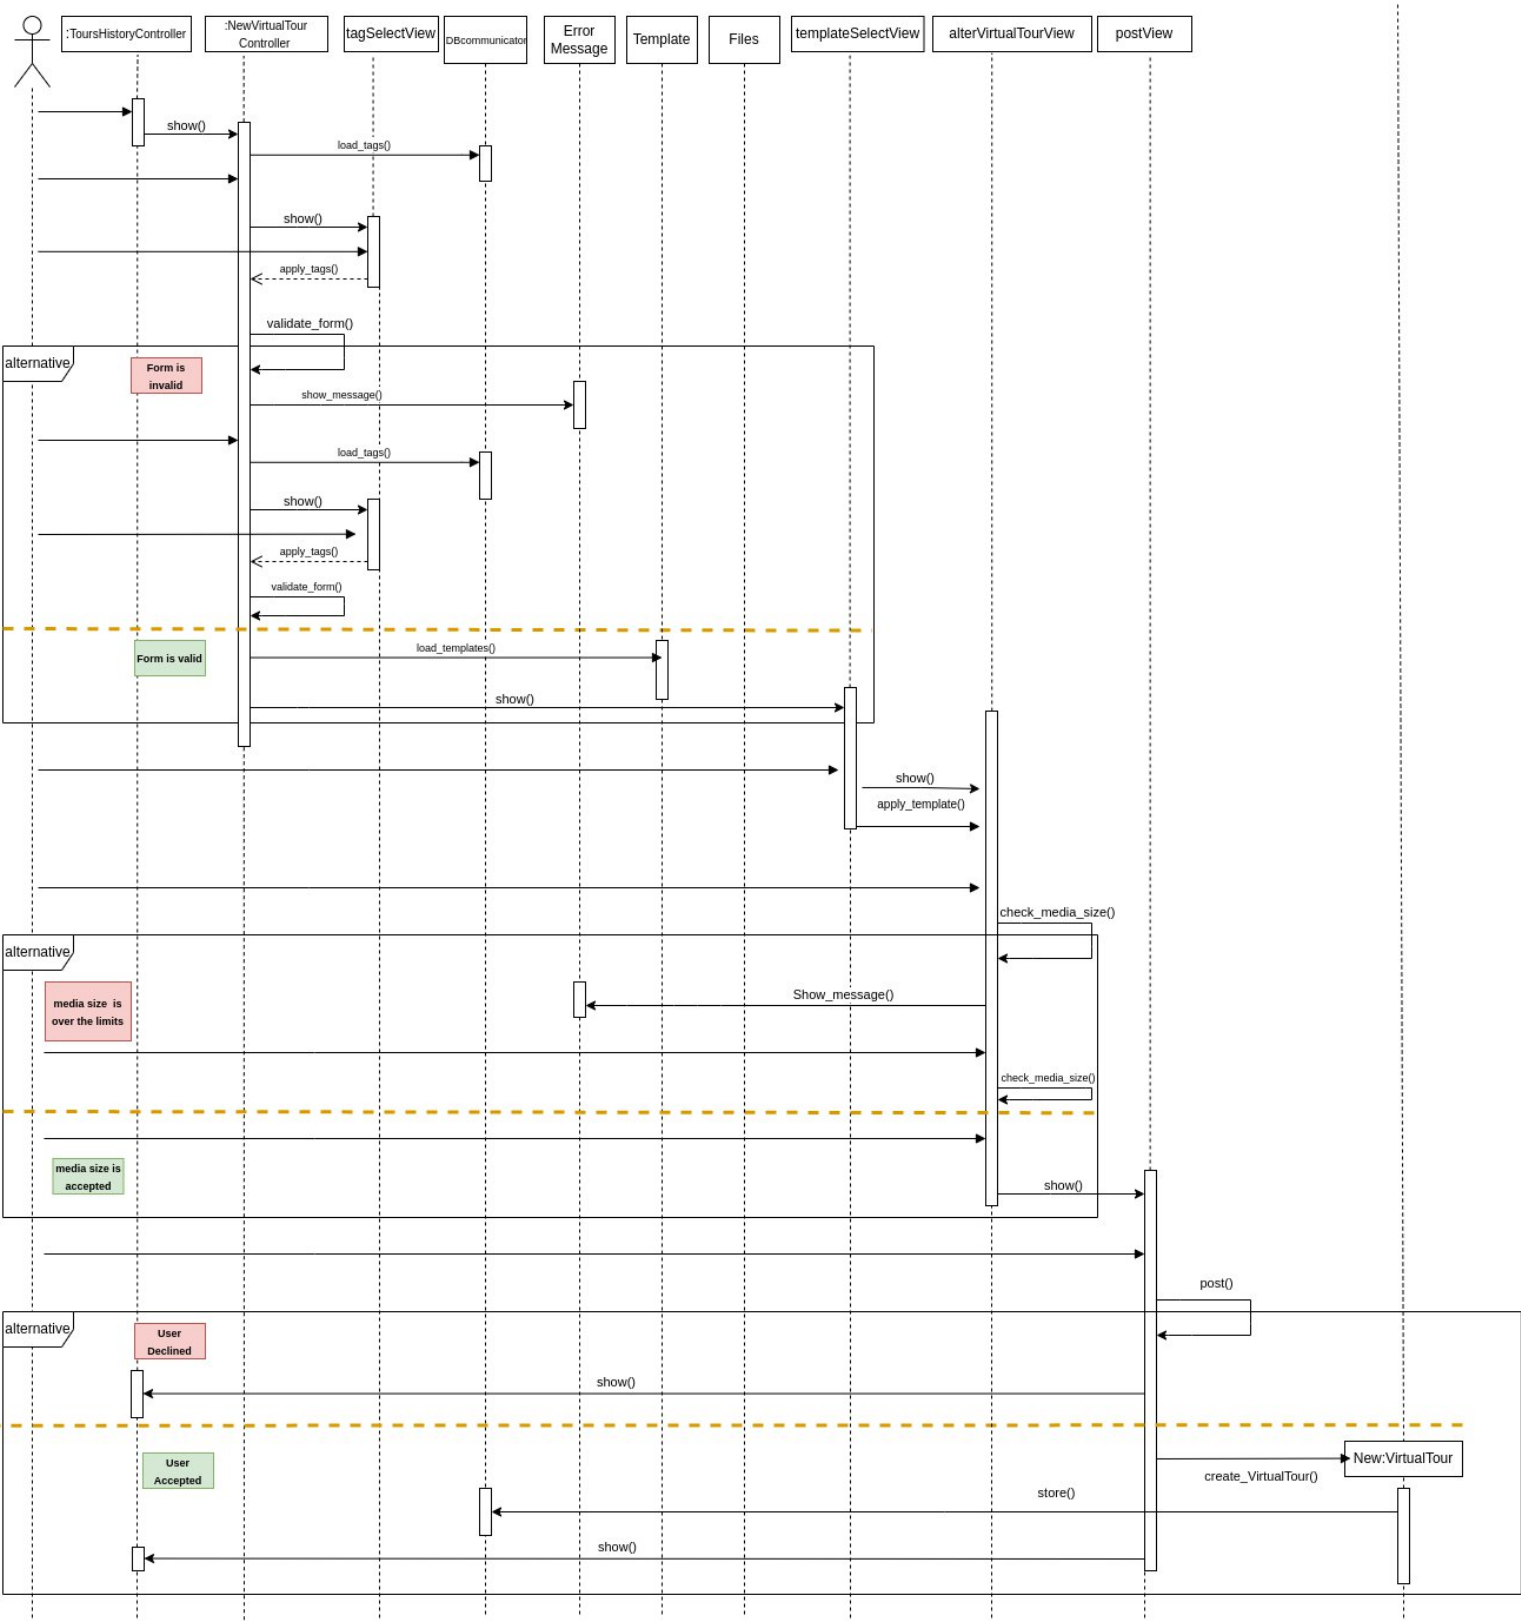 :ToursHistoryController
:NewVirtualTour
Controller
tagSelectView
DBcommunicator
Error
Message
Template
Files
templateSelectView
alterVirtualTourView
postView
show()
load_tags()
show()
apply_tags()
validate_form()
alternative
Form is
invalid
show_message()
load_tags()
show()
apply_tags()
validate_form()
Form is valid
load_templates()
show()
show()
apply_template()
check_media_size()
alternative
media size is
over the limits
Show_message()
check_media_size()
media size is
accepted
show()
post()
alternative
User
Declined
show()
User
Accepted
New:VirtualTour
create_VirtualTour()
store()
show()